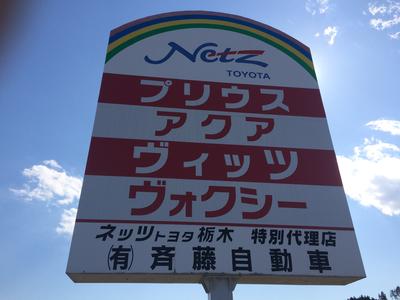 Netz
TOYOTA
プリウス
アクア
ヴィッツ
ヴォクシー
ネッツトヨタ栃木 特別代理店
(有)斉藤自動車